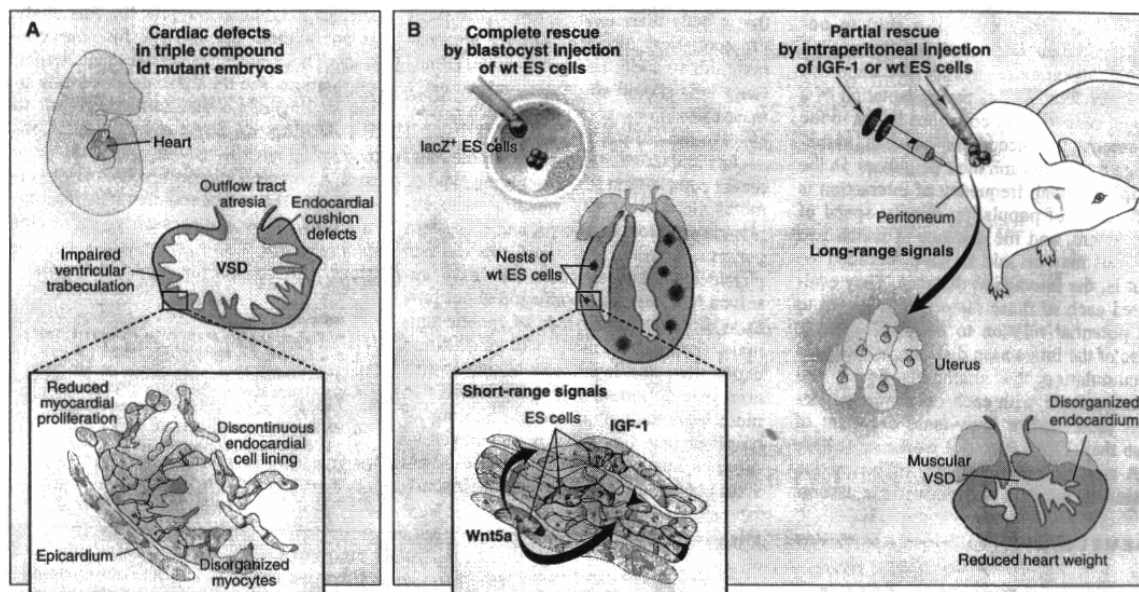 A
Cardiac defects
in triple compound
Id mutant embryos
Heart
Outflow tract
atresia
Endocardial
cushion
defects
Impaired
ventricular
trabeculation
VSD
Reduced
myocardial
proliferation
Discontinuous
endocardial
cell lining
Epicardium
Disorganized
myocytes
B
Complete rescue
by blastocyst injection
of wt ES cells
lacZ+ ES cells
Nests of
wt ES cells
Short-range signals
ES cells
IGF-1
Wnt5a
Partial rescue
by intraperitoneal injection
of IGF-1 or wt ES cells
Peritoneum
Long-range signals
Uterus
Disorganized
endocardium
Muscular
VSD
Reduced heart weight